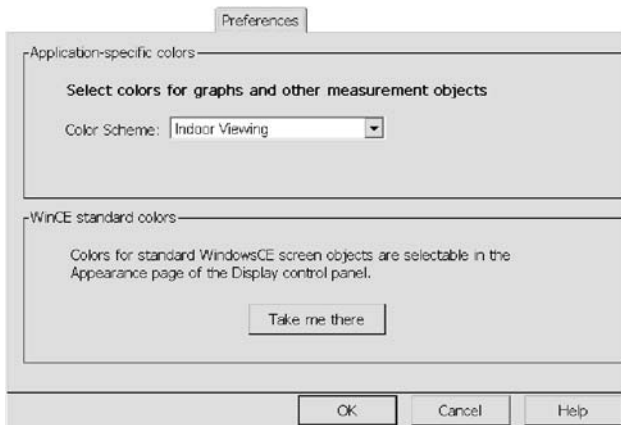 Preferences
Application-specific colors
Select colors for graphs and other measurement objects
Color Scheme: Indoor Viewing
WinCE standard colors
Colors for standard WindowsCE screen objects are selectable in the
Appearance page of the Display control panel.
Take me there
OK Cancel Help